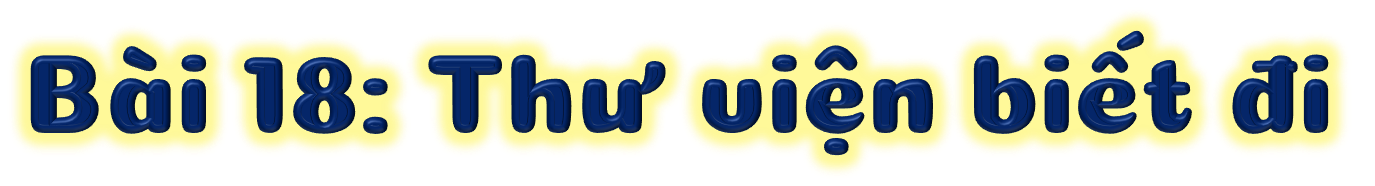 Bài 18: Thư viện biết đi